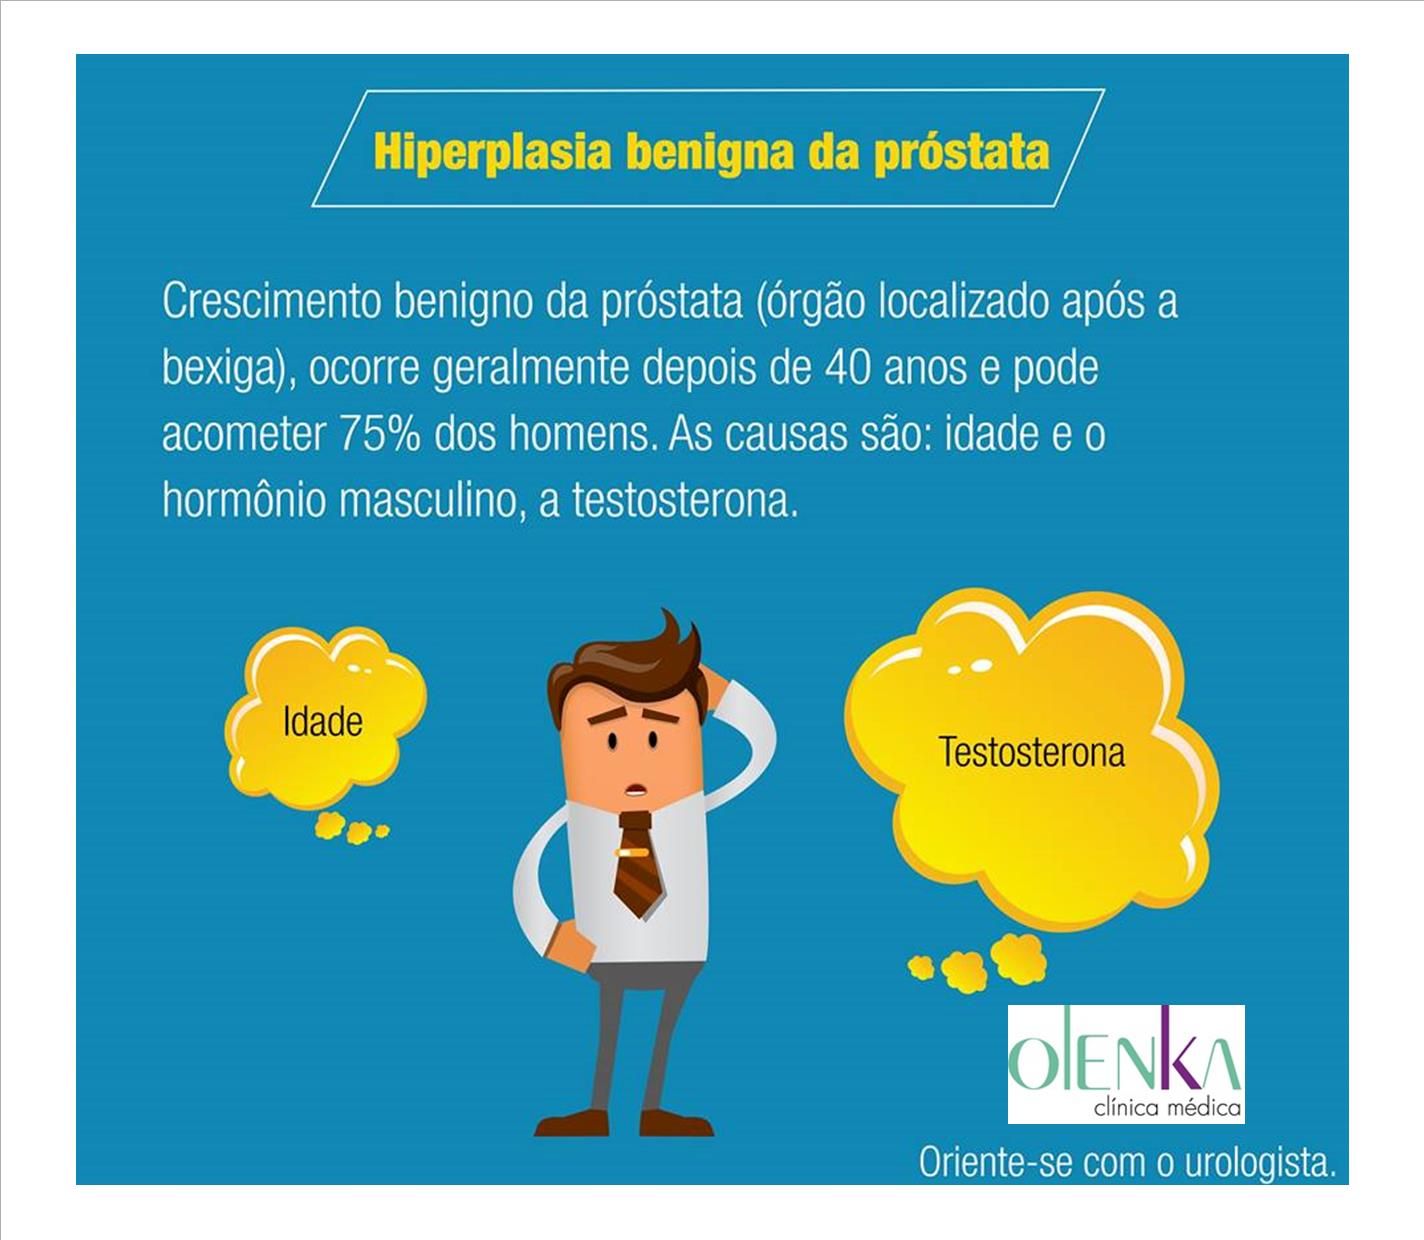 Hiperplasia benigna da próstata
Crescimento benigno da próstata (órgão localizado após a
bexiga), ocorre geralmente depois de 40 anos e pode
acometer 75% dos homens. As causas são: idade e o
hormônio masculino, a testosterona.
Idade
Testosterona
OlENKA
clínica médica
Oriente-se com o urologista.